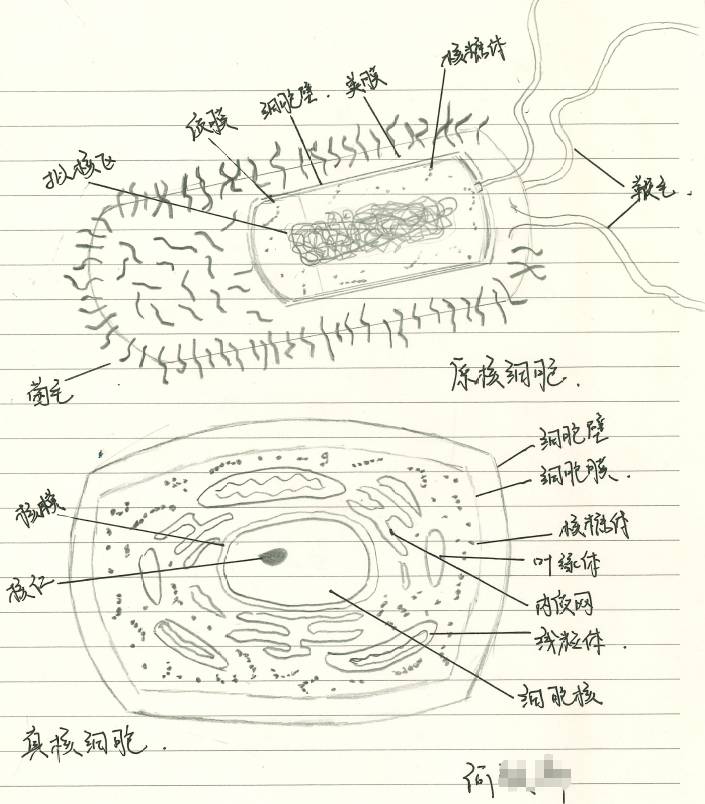 核糖体
荚膜
细胞壁.
质膜
拟核区
鞭毛.
菌毛
原核细胞.
细胞壁
细胞膜.
核膜
核糖体
叶绿体
核仁
内质网
线粒体.
细胞核
真核细胞.
何